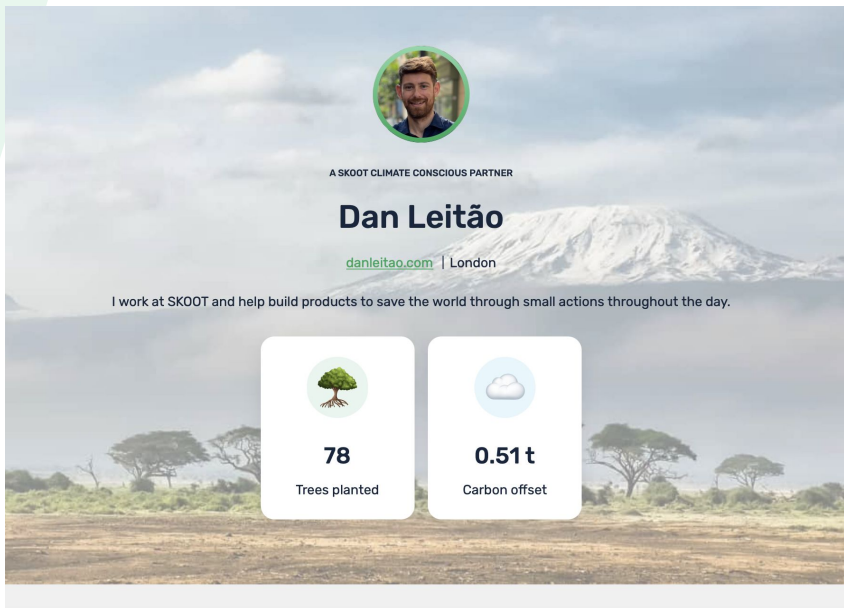 A SKOOT CLIMATE CONSCIOUS PARTNER
Dan Leitão
danleitao.com | London
I work at SKOOT and help build products to save the world through small actions throughout the day.
78
0.51 t
Trees planted
Carbon offset